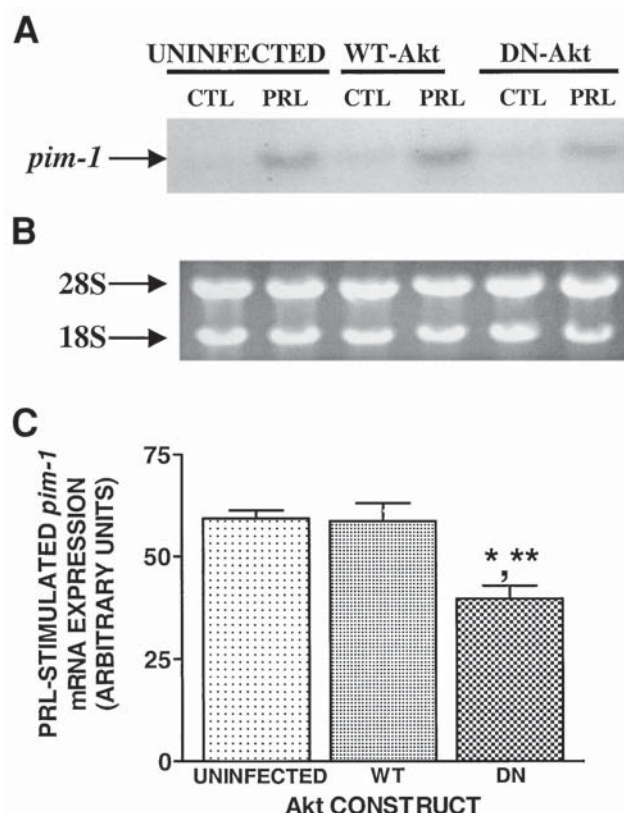 A
UNINFECTED WT-Akt DN-Akt
CTL PRL CTL PRL CTL PRL
pim-1
B
28S
18S
C
PRL-STIMULATED pim-1
mRNA EXPRESSION
(ARBITRARY UNITS)
75
50
25
0
*,**
UNINFECTED WT DN
Akt CONSTRUCT